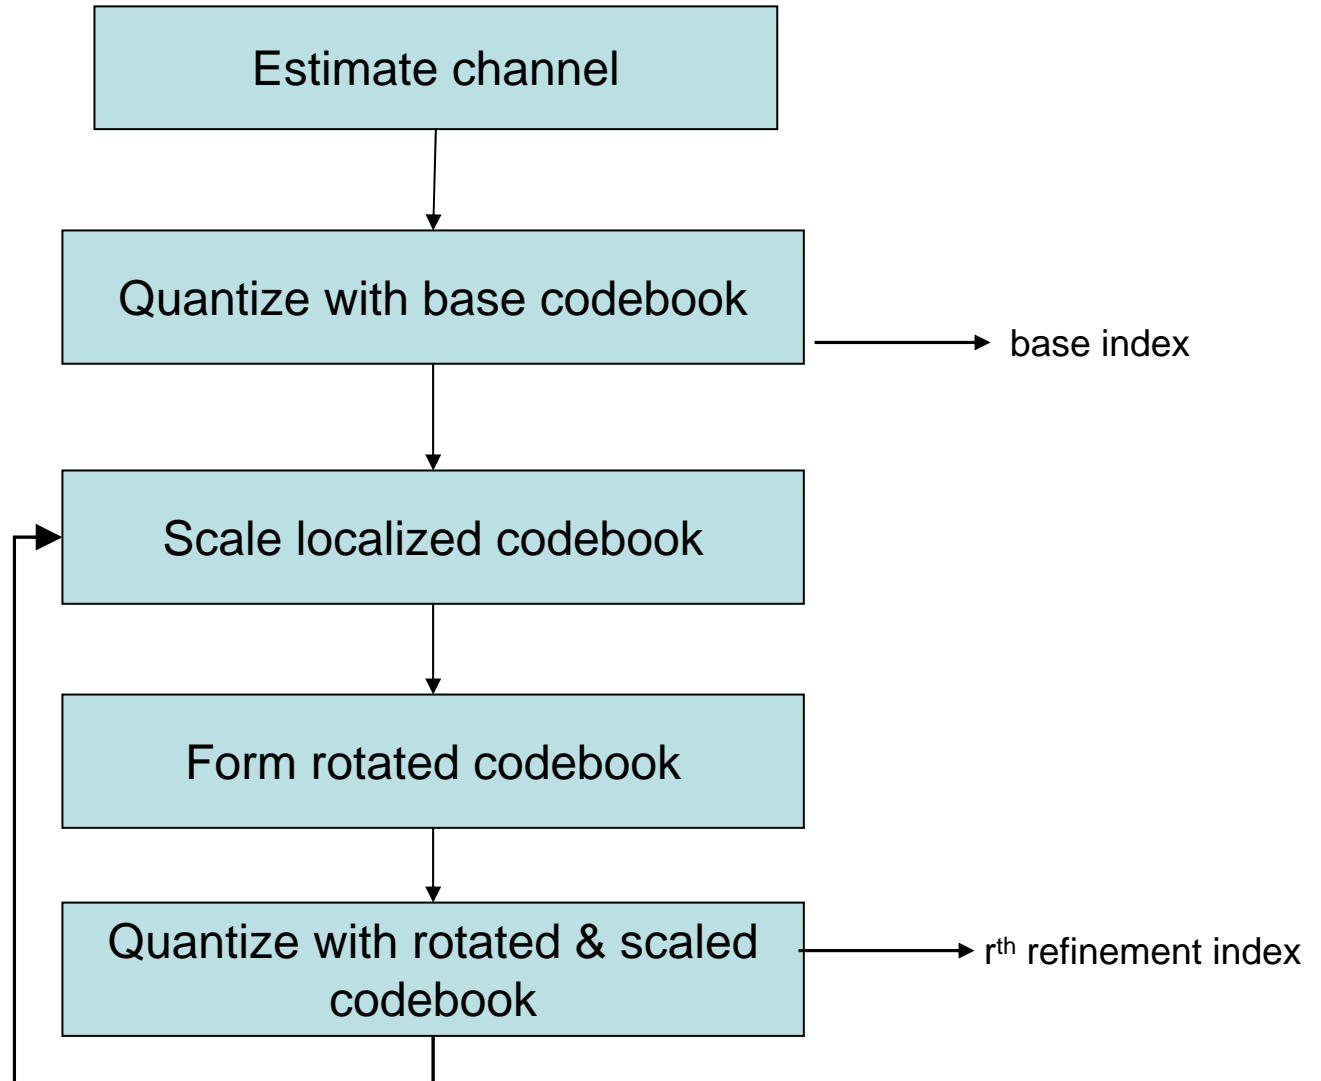 Estimate channel
Quantize with base codebook
base index
Scale localized codebook
Form rotated codebook
Quantize with rotated & scaled
codebook
rth refinement index